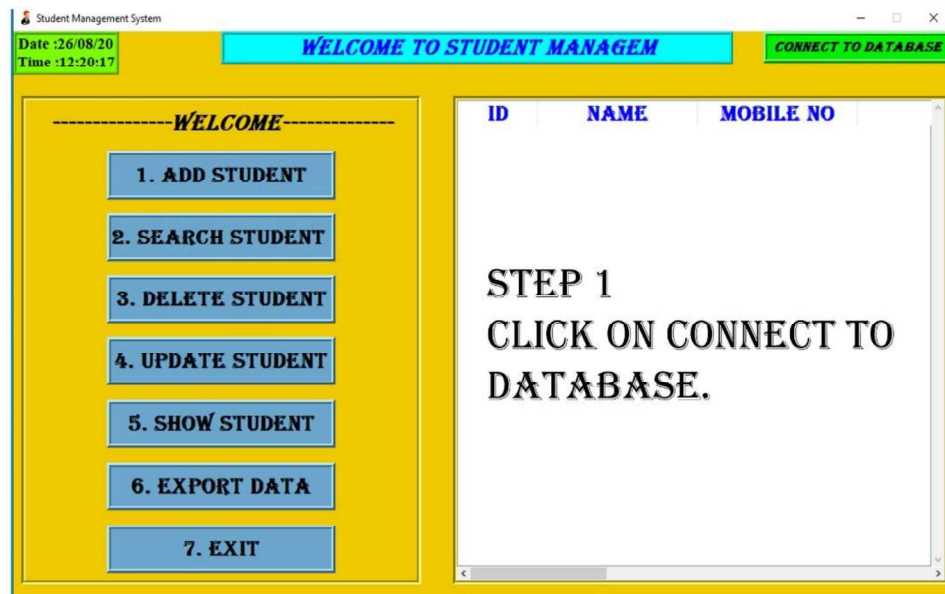 Student Management System
Date :26/08/20
Time :12:20:17
WELCOME TO STUDENT MANAGEM
CONNECT TO DATABASE
---------------WELCOME--------------
1. ADD STUDENT
2. SEARCH STUDENT
3. DELETE STUDENT
4. UPDATE STUDENT
5. SHOW STUDENT
6. EXPORT DATA
7. EXIT
ID NAME MOBILE NO
STEP 1
CLICK ON CONNECT TO
DATABASE.